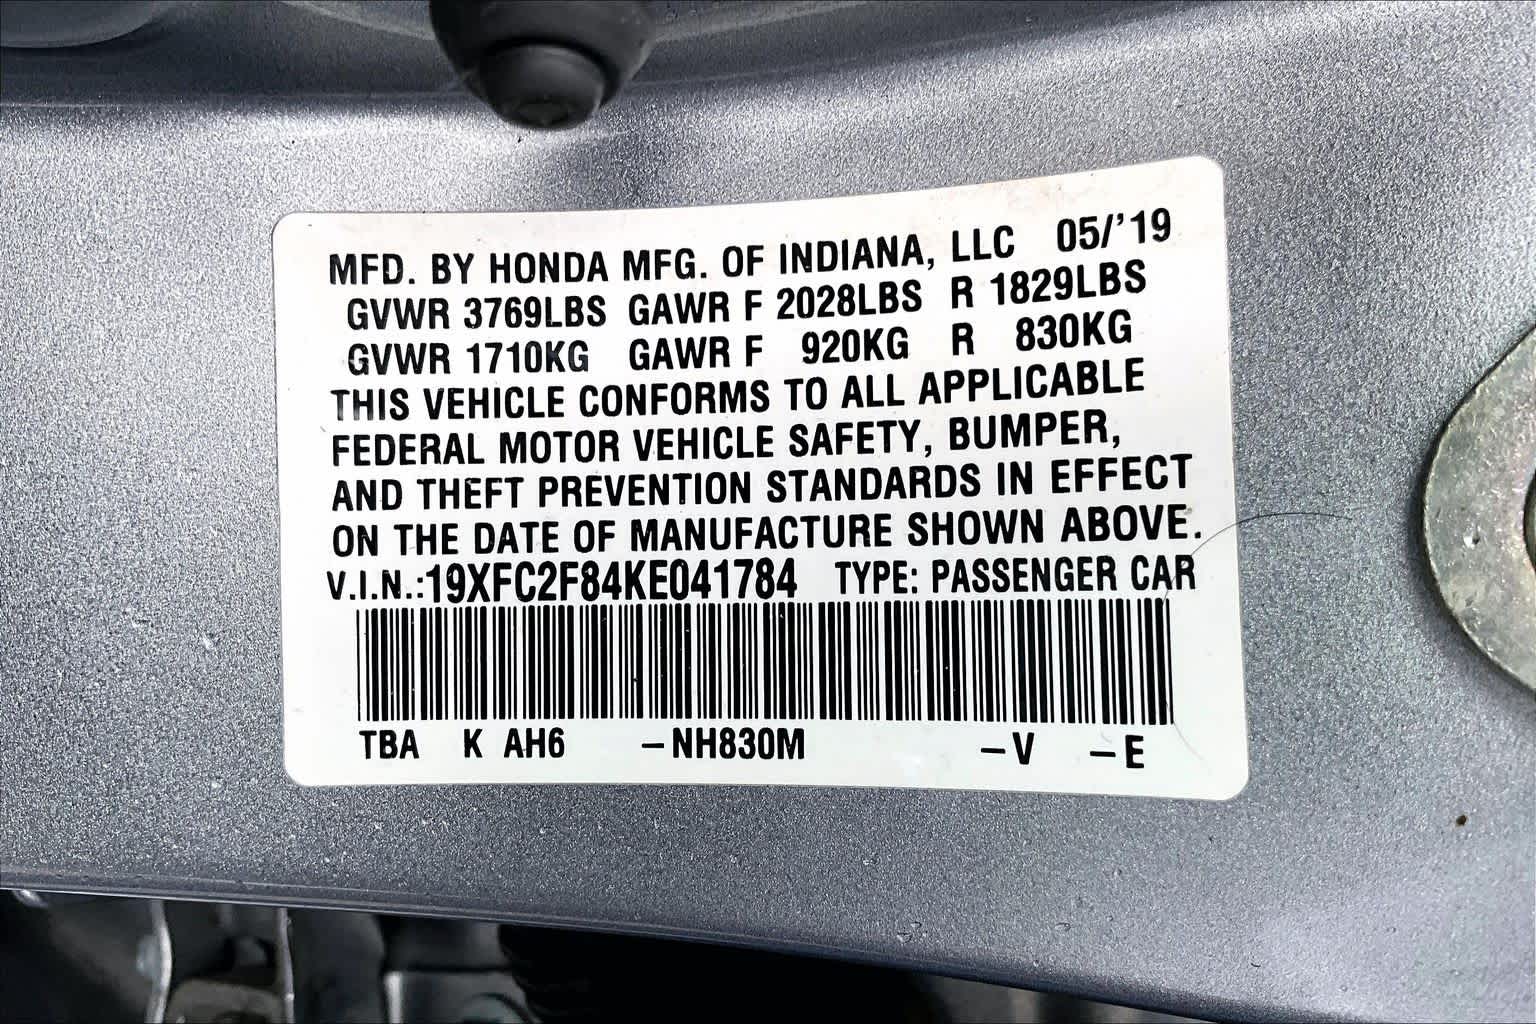 MFD. BY HONDA MFG. OF INDIANA, LLC 05/'19
GVWR 3769LBS GAWR F 2028LBS R 1829LBS
GVWR 1710KG GAWR F 920KG R 830KG
THIS VEHICLE CONFORMS TO ALL APPLICABLE
FEDERAL MOTOR VEHICLE SAFETY, BUMPER,
AND THEFT PREVENTION STANDARDS IN EFFECT
ON THE DATE OF MANUFACTURE SHOWN ABOVE.
V.I.N.:19XFC2F84KE041784 TYPE: PASSENGER CAR
TBA K AH6 –NH830M –V –E